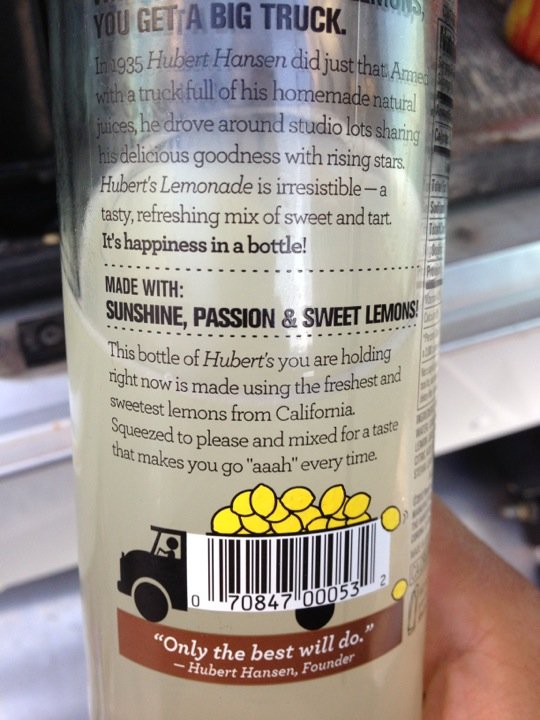 YOU GET A BIG TRUCK.
In 1935 Hubert Hansen did just that. Armed
with a truck full of his homemade natural
juices, he drove around studio lots sharing
his delicious goodness with rising stars.
Hubert's Lemonade is irresistible – a
tasty, refreshing mix of sweet and tart.
It's happiness in a bottle!
MADE WITH:
SUNSHINE, PASSION & SWEET LEMONS!
This bottle of Hubert's you are holding
right now is made using the freshest and
sweetest lemons from California.
Squeezed to please and mixed for a taste
that makes you go "aaah" every time.
0 70847 00053 2
“Only the best will do.”
– Hubert Hansen, Founder